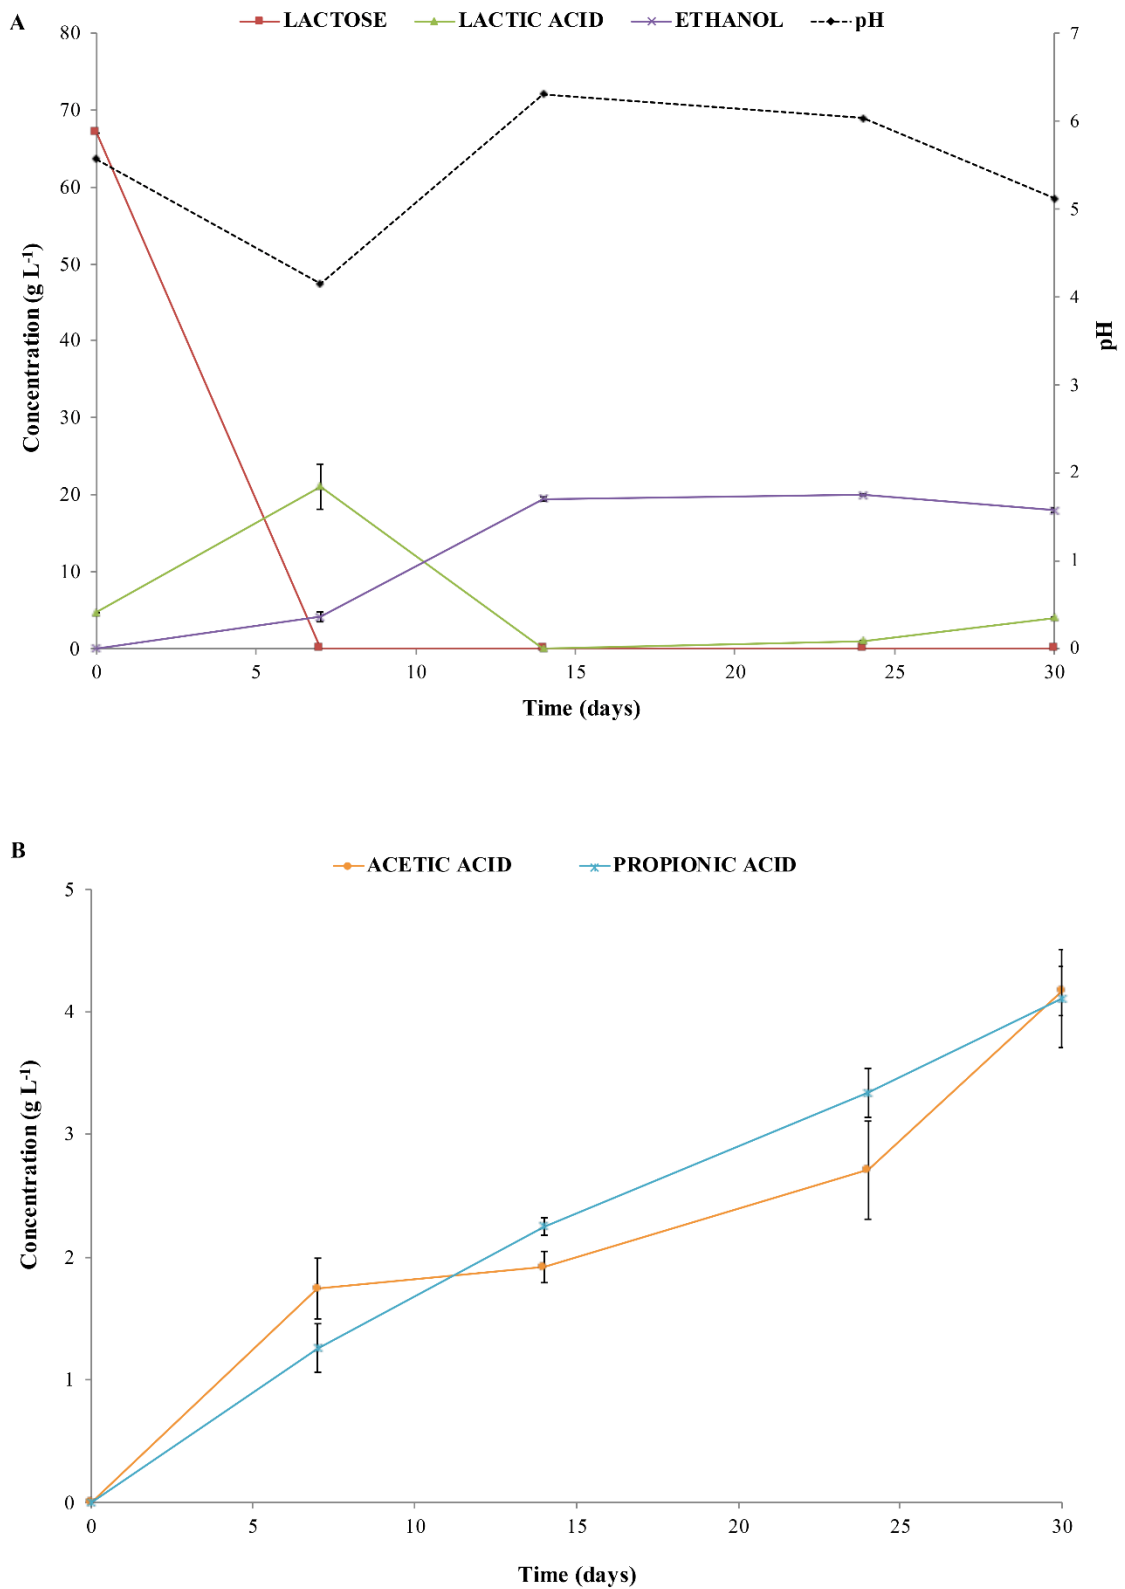 A
LACTOSE LACTIC ACID ETHANOL pH
80 7
70
6
60
5
50
4
40
3
30
2
20
1
10
0 0
0 5 10 15 20 25 30
Concentration (g L-1)
pH
Time (days)
B
ACETIC ACID PROPIONIC ACID
5
4
3
2
1
0
0 5 10 15 20 25 30
Concentration (g L-1)
Time (days)